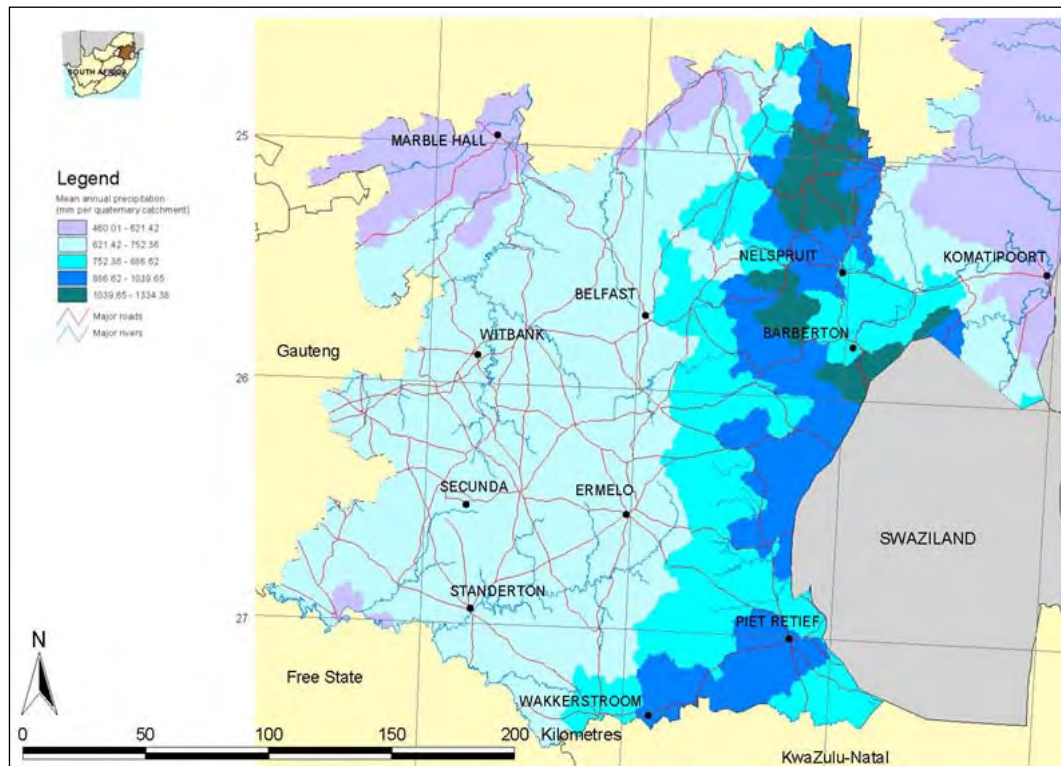 SOUTH AFRICA
25
MARBLE HALL
Legend
Mean annual precipitation
(mm per quaternary catchment)
460.01 - 621.42
621.42 - 752.36
752.36 - 886.62
886.62 - 1039.65
1039.65 - 1334.38
Major roads
Major rivers
NELSPRUIT
KOMATIPOORT
BELFAST
WITBANK
BARBERTON
Gauteng
26
SECUNDA
ERMELO
SWAZILAND
STANDERTON
27
PIET RETIEF
N
Free State
WAKKERSTROOM
0 50 100 150 200 Kilometres
KwaZulu-Natal